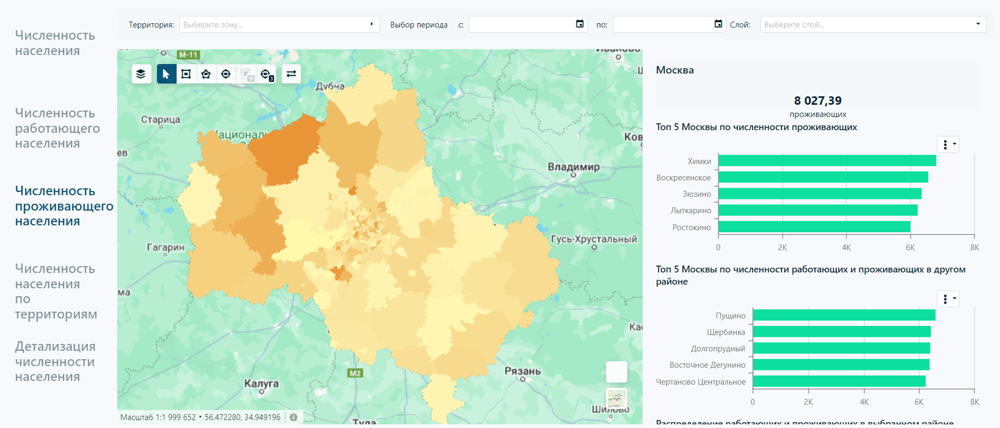 Территория:
Выберите зону...
Выбор периода
с:
по:
Слой:
Выберите слой...
Численность
населения
Численность
работающего
населения
Численность
проживающего
населения
Численность
населения
по
территориям
Детализация
численности
населения
М-11
10
3
Дубна
Старица
Иваново
Ков
Владимир
Гусь-Хрустальный
Гагарин
ев
ма
Кас
М2
Рязань
Калуга
Шилово
Тула
Масштаб 1:1 999 652 • 56.472280, 34.949196
Москва
8 027,39
проживающих
Топ 5 Москвы по численности проживающих
Химки
Воскресенское
Зюзино
Лыткарино
Ростокино
0 2K 4K 6K 8K
Топ 5 Москвы по численности работающих и проживающих в другом
районе
Пущино
Щербинка
Долгопрудный
Восточное Дегунино
Чертаново Центральное
0 2K 4K 6K 8K
Распределение работающих и проживающих в выбранном районе